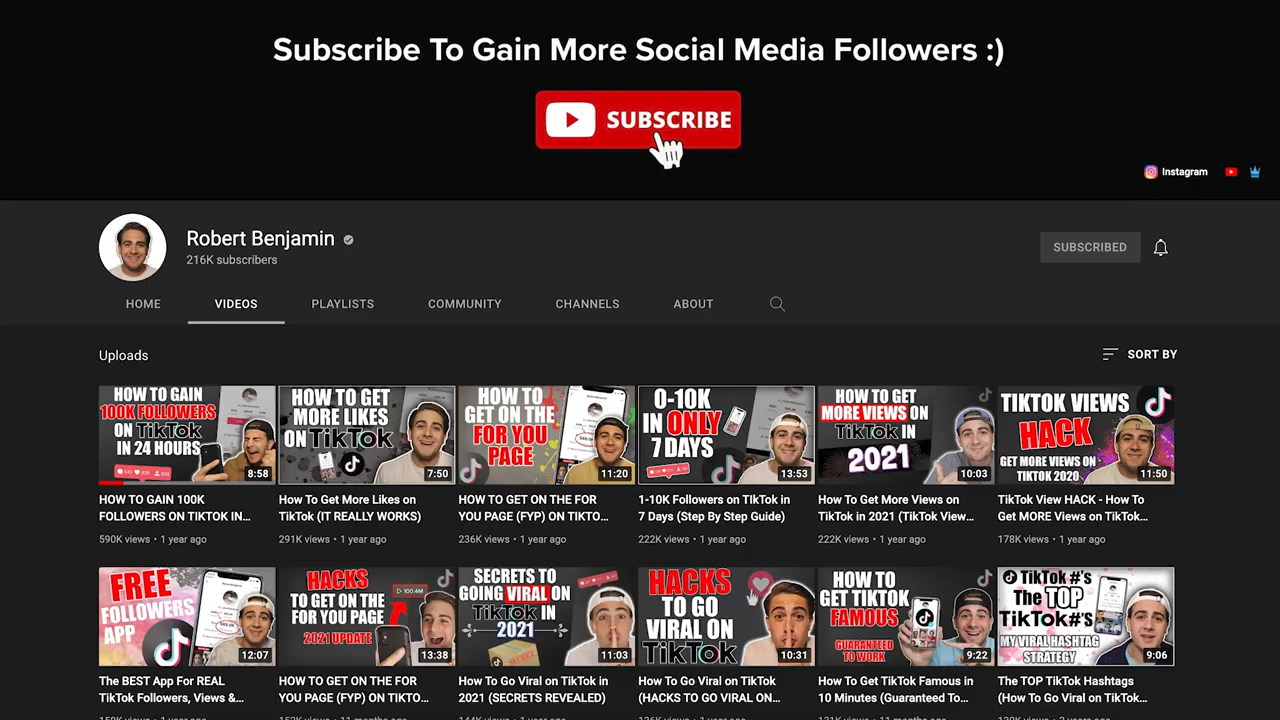 Subscribe To Gain More Social Media Followers :)
SUBSCRIBE
Instagram
Robert Benjamin
216K subscribers
SUBSCRIBED
HOME VIDEOS PLAYLISTS COMMUNITY CHANNELS ABOUT
Uploads
SORT BY
HOW TO GAIN
100K FOLLOWERS
ON TikTok
IN 24 HOURS
8:58
HOW TO GET
MORE LIKES
ON TikTok
7:50
HOW TO
GET ON THE
FOR YOU
PAGE
11:20
0-10K
IN ONLY
7 DAYS
13:53
HOW TO GET
MORE VIEWS ON
TikTok IN
2021
10:03
TIKTOK VIEWS
HACK
GET MORE VIEWS ON
TIKTOK 2020
11:50
HOW TO GAIN 100K
FOLLOWERS ON TIKTOK IN...
590K views • 1 year ago
How To Get More Likes on
TikTok (IT REALLY WORKS)
291K views • 1 year ago
HOW TO GET ON THE FOR
YOU PAGE (FYP) ON TIKTO...
236K views • 1 year ago
1-10K Followers on TIkTok in
7 Days (Step By Step Guide)
222K views • 1 year ago
How To Get More Views on
TikTok in 2021 (TikTok View...
222K views • 1 year ago
TikTok View HACK - How To
Get MORE Views on TikTok...
178K views • 1 year ago
FREE
FOLLOWERS
APP
12:07
HACKS
TO GET ON THE
FOR YOU PAGE
2021 UPDATE
100.4M
13:38
SECRETS TO
GOING VIRAL ON
TikTok IN
2021
11:03
HACKS
TO GO
VIRAL ON
TikTok
10:31
HOW TO
GET TIKTOK
FAMOUS
GUARANTEED
TO WORK
9:22
TikTok #'s
The TOP
TikTok#'s
MY VIRAL HASHTAG
STRATEGY
9:06
The BEST App For REAL
TikTok Followers, Views &...
HOW TO GET ON THE FOR
YOU PAGE (FYP) ON TIKTO...
How To Go Viral on TikTok in
2021 (SECRETS REVEALED)
How To Go Viral on TikTok
(HACKS TO GO VIRAL ON...
How To Get TikTok Famous in
10 Minutes (Guaranteed To...
The TOP TikTok Hashtags
(How To Go Viral on TikTok...